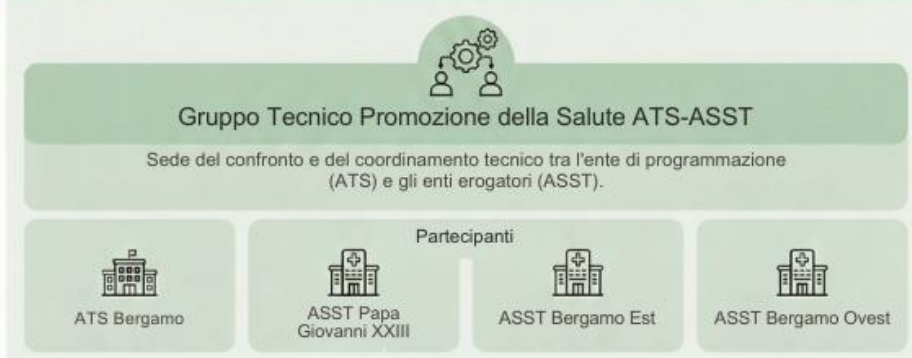 Gruppo Tecnico Promozione della Salute ATS-ASST
Sede del confronto e del coordinamento tecnico tra l'ente di programmazione
(ATS) e gli enti erogatori (ASST).
Partecipanti
ATS Bergamo
ASST Papa
Giovanni XXIII
ASST Bergamo Est
ASST Bergamo Ovest